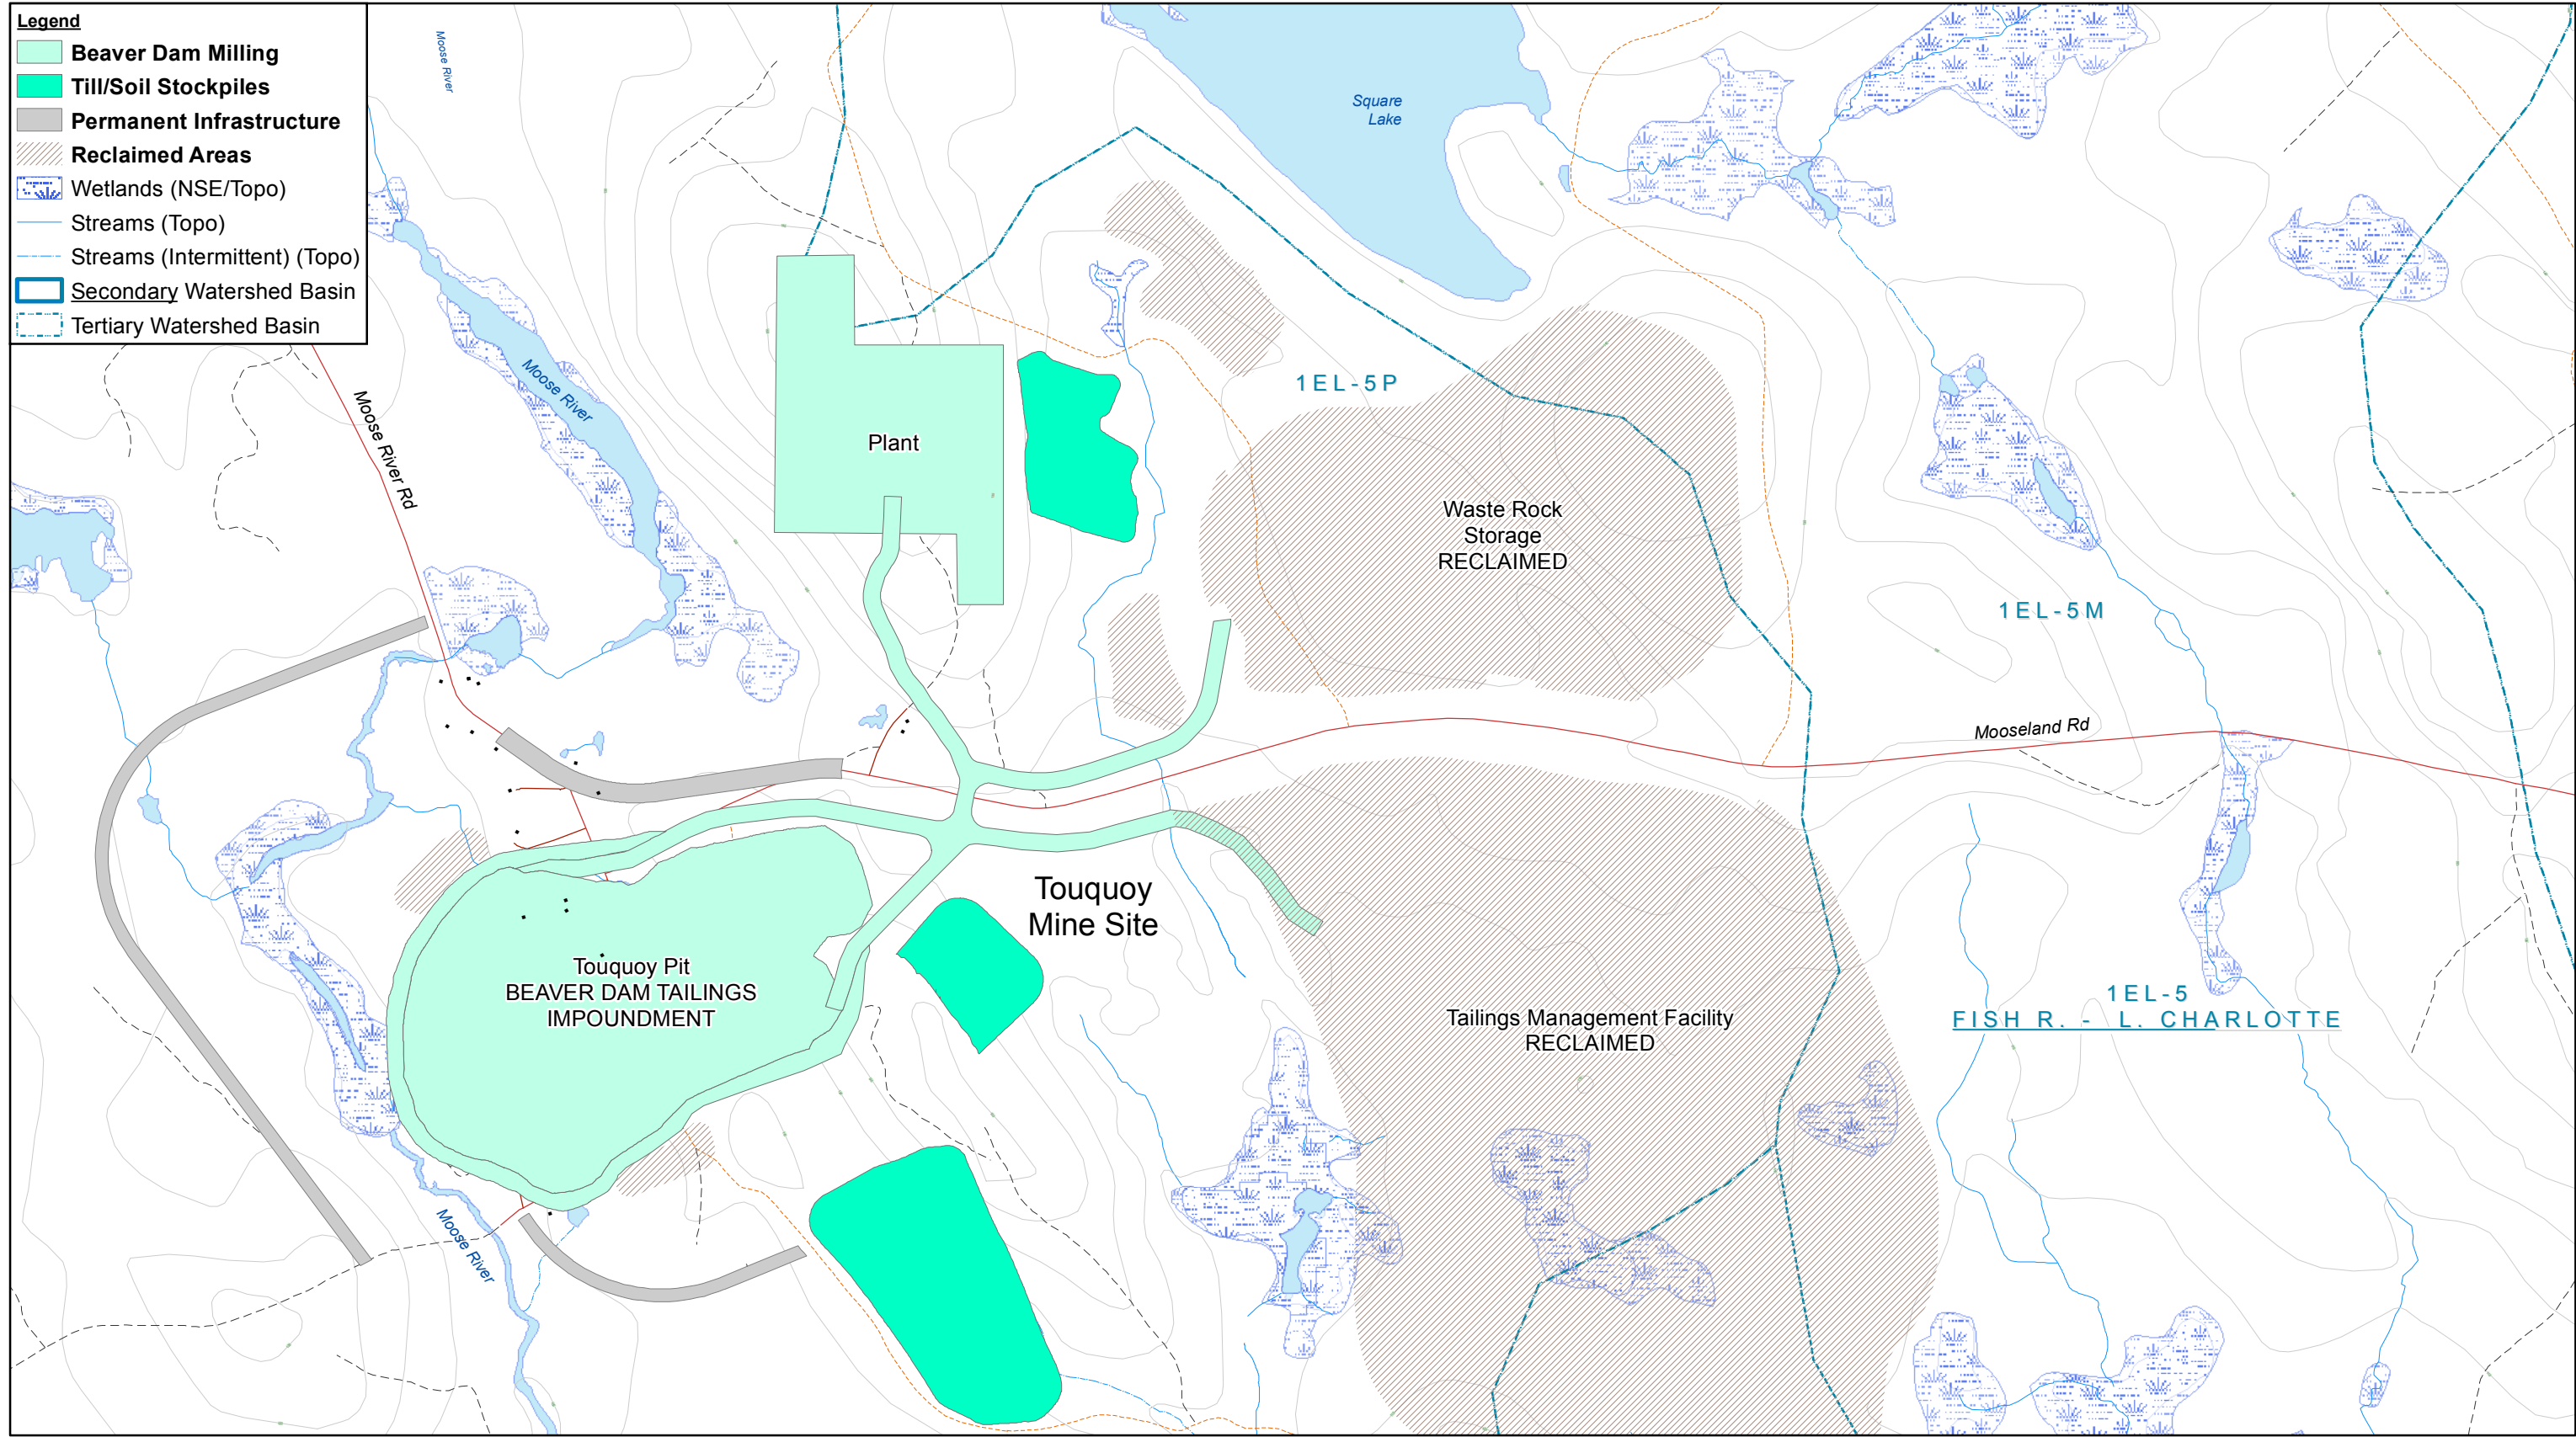 Legend
Beaver Dam Milling
Till/Soil Stockpiles
Permanent Infrastructure
Reclaimed Areas
Wetlands (NSE/Topo)
Streams (Topo)
Streams (Intermittent) (Topo)
Secondary Watershed Basin
Tertiary Watershed Basin
Moose River
Square
Lake
Moose River
Moose River Rd
1EL-5P
Plant
Waste Rock
Storage
RECLAIMED
1EL-5M
Mooseland Rd
Touquoy
Mine Site
Touquoy Pit
BEAVER DAM TAILINGS
IMPOUNDMENT
Tailings Management Facility
RECLAIMED
1EL-5
FISH R. - L. CHARLOTTE
Moose River